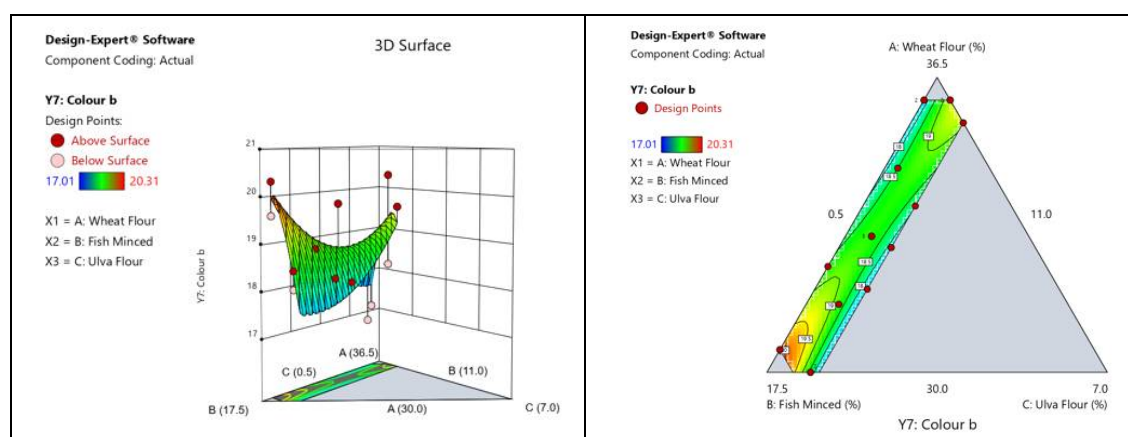 Design-Expert® Software
Component Coding: Actual
3D Surface
Y7: Colour b
Design Points:
Above Surface
Below Surface
17.01 20.31
X1 = A: Wheat Flour
X2 = B: Fish Minced
X3 = C: Ulva Flour
21
20
19
18
17
Y7: Colour b
A (36.5)
C (0.5)
B (11.0)
B (17.5)
A (30.0)
C (7.0)
Design-Expert® Software
Component Coding: Actual
A: Wheat Flour (%)
36.5
Y7: Colour b
Design Points
17.01 20.31
X1 = A: Wheat Flour
X2 = B: Fish Minced
X3 = C: Ulva Flour
0.5
11.0
18.5
18.5
17.5
30.0
7.0
B: Fish Minced (%)
C: Ulva Flour (%)
Y7: Colour b